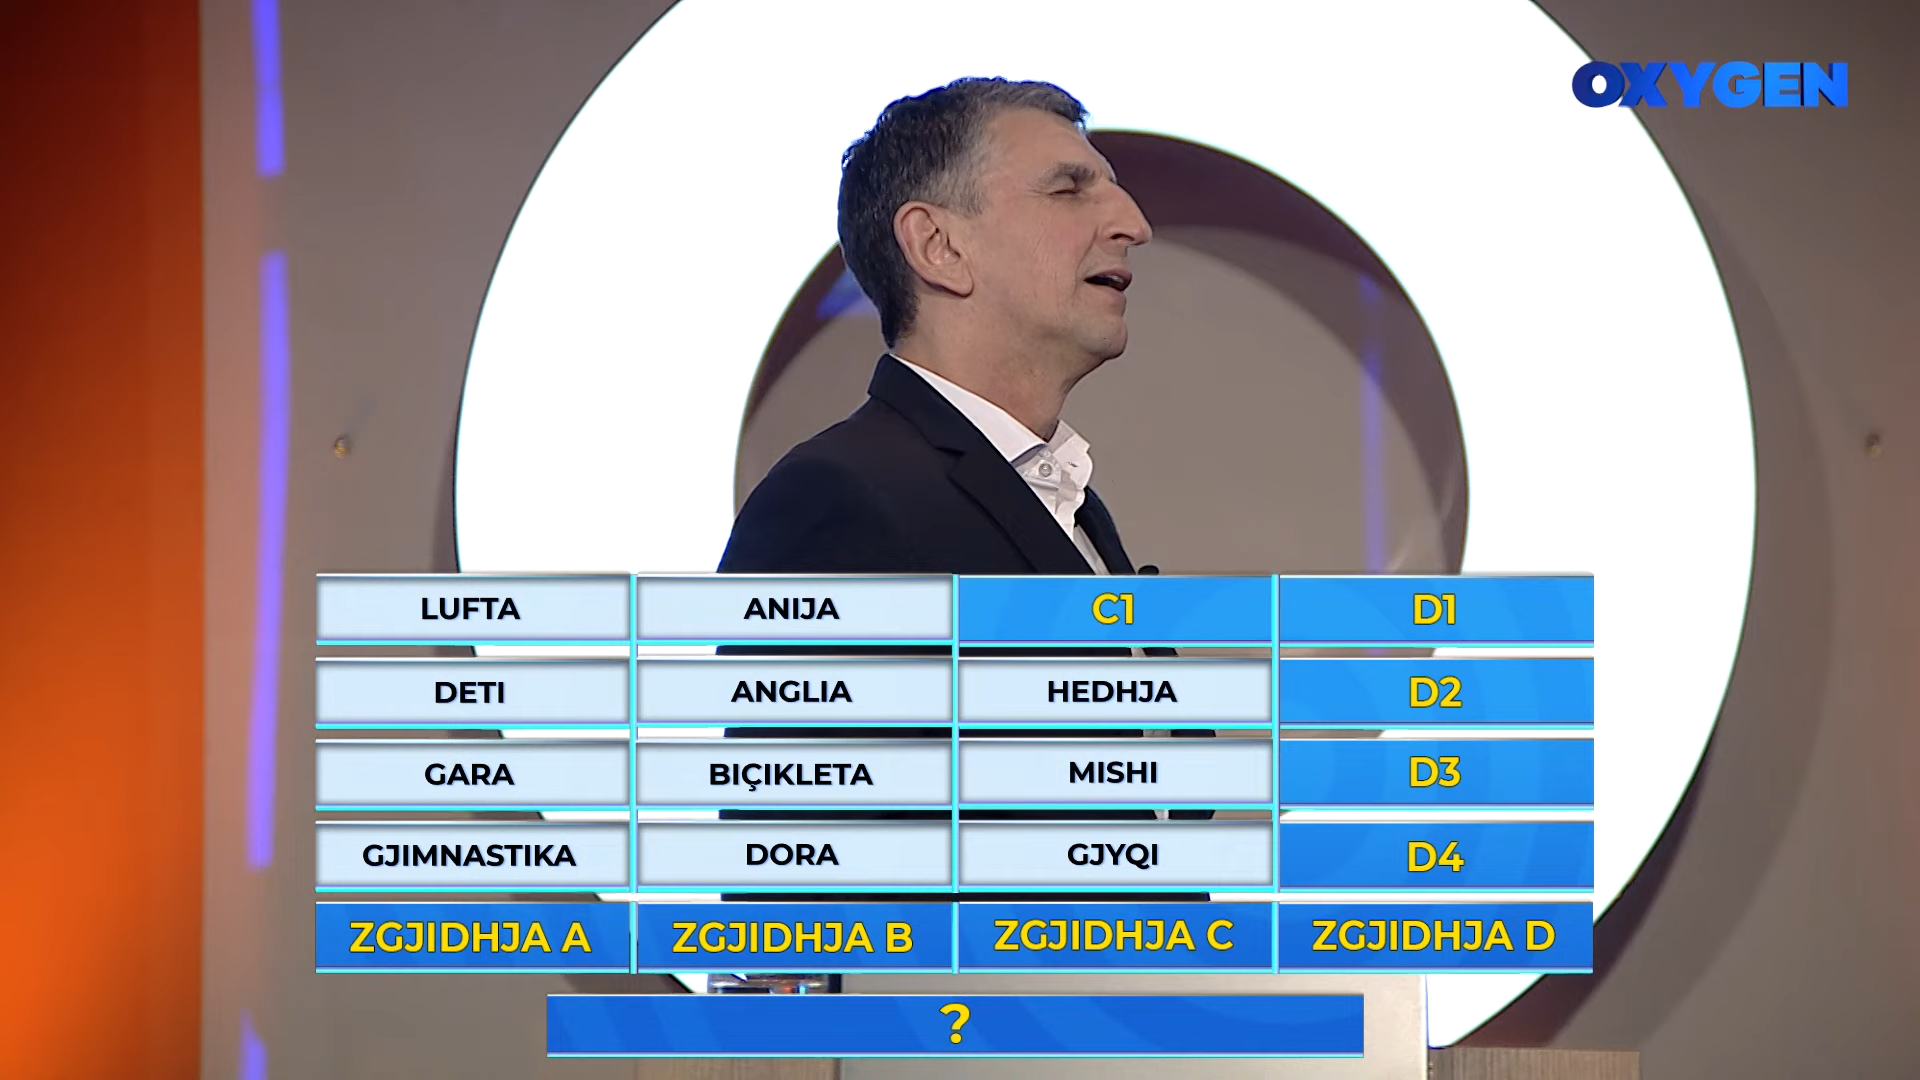 OXYGEN
LUFTA ANIJA C1 D1
DETI ANGLIA HEDHJA D2
GARA BIÇIKLETA MISHI D3
GJIMNASTIKA DORA GJYQI D4
ZGJIDHJA A ZGJIDHJA B ZGJIDHJA C ZGJIDHJA D
?